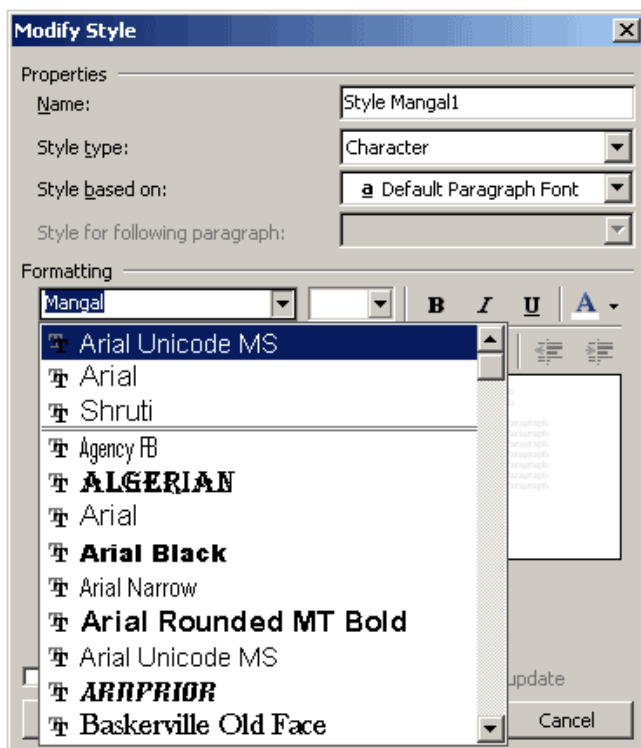 Modify Style
Properties
Name: Style Mangal1
Style type: Character
Style based on: a Default Paragraph Font
Style for following paragraph:
Formatting
Mangal B I U A
Arial Unicode MS
Arial
Shruti
Agency FB
ALGERIAN
Arial
Arial Black
Arial Narrow
Arial Rounded MT Bold
Arial Unicode MS
ARNPRIOR
update
Baskerville Old Face
Cancel